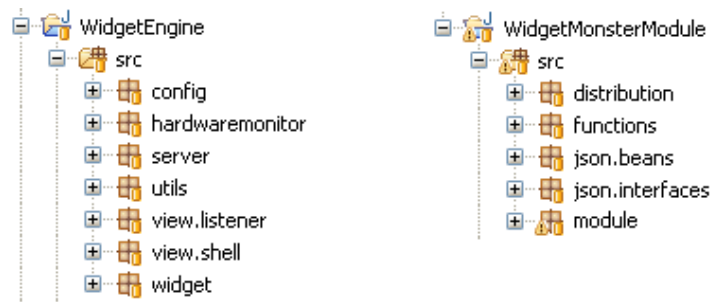 WidgetEngine
src
config
hardwaremonitor
server
utils
view.listener
view.shell
widget
WidgetMonsterModule
src
distribution
functions
json.beans
json.interfaces
module